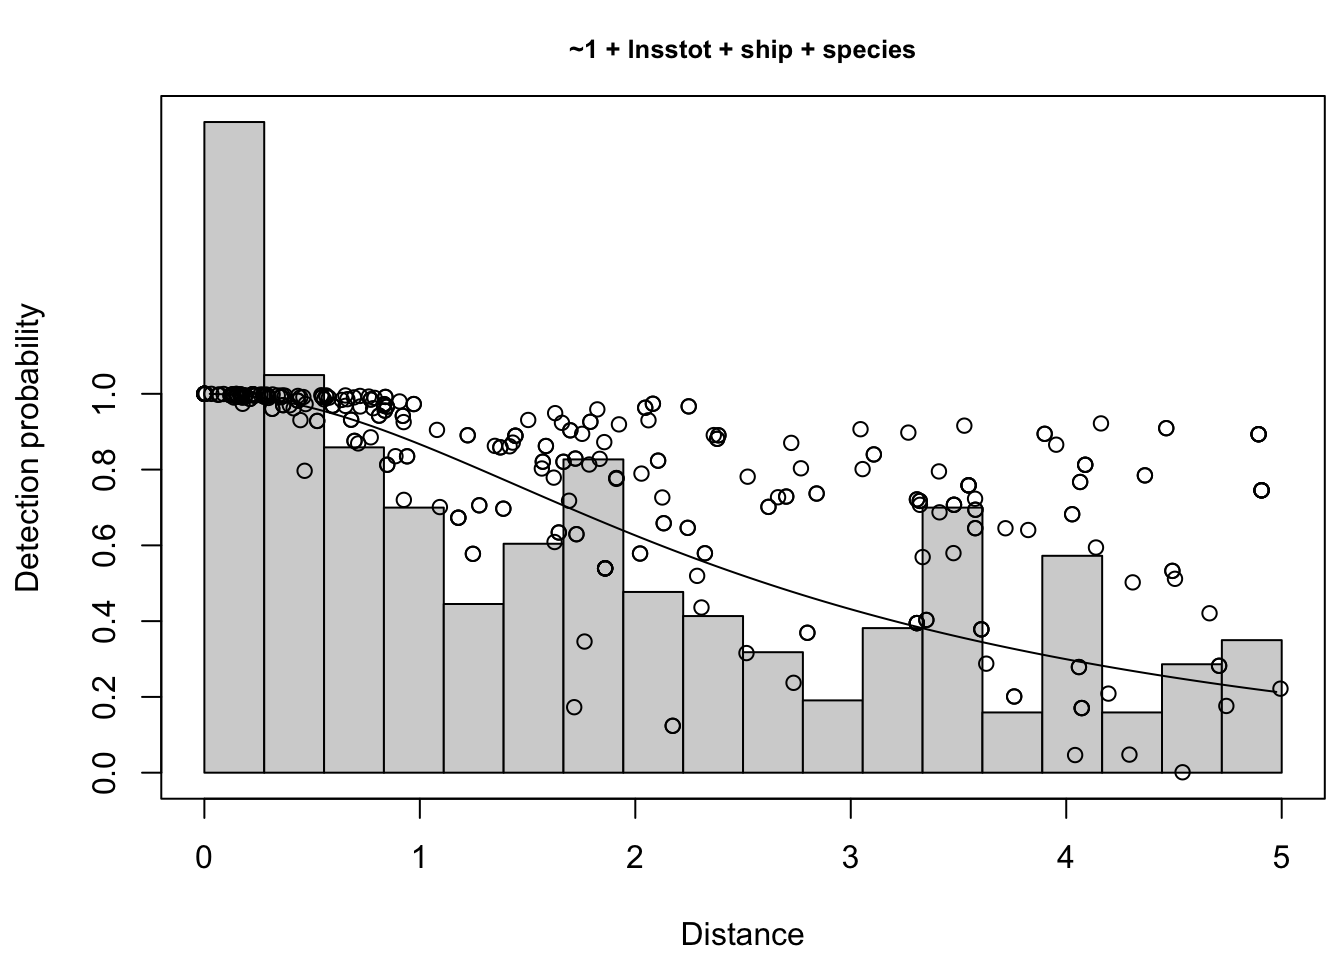 ~1 + lnsstot + ship + species
Detection probability
1.0
0.8
0.6
0.4
0.2
0.0
0 1 2 3 4 5
Distance